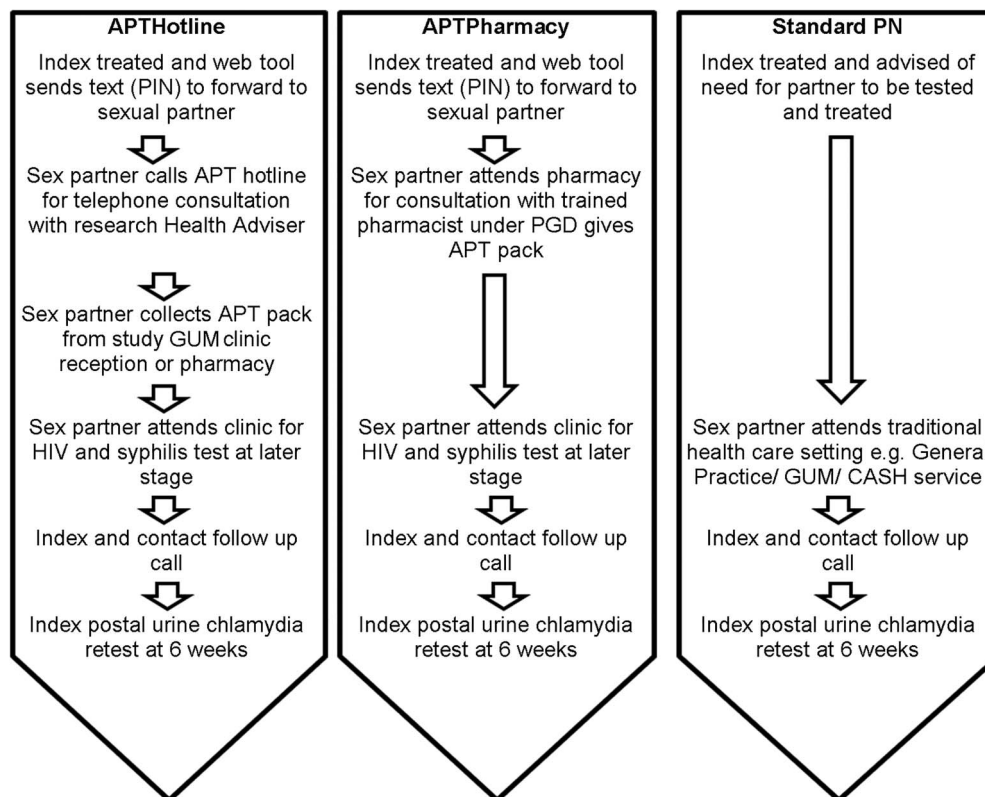 APTHotline
Index treated and web tool
sends text (PIN) to forward to
sexual partner
Sex partner calls APT hotline
for telephone consultation
with research Health Adviser
Sex partner collects APT pack
from study GUM clinic
reception or pharmacy
Sex partner attends clinic for
HIV and syphilis test at later
stage
Index and contact follow up
call
Index postal urine chlamydia
retest at 6 weeks
APTPharmacy
Index treated and web tool
sends text (PIN) to forward to
sexual partner
Sex partner attends pharmacy
for consultation with trained
pharmacist under PGD gives
APT pack
Sex partner attends clinic for
HIV and syphilis test at later
stage
Index and contact follow up
call
Index postal urine chlamydia
retest at 6 weeks
Standard PN
Index treated and advised of
need for partner to be tested
and treated
Sex partner attends traditional
health care setting e.g. Genera
Practice/ GUM/ CASH service
Index and contact follow up
call
Index postal urine chlamydia
retest at 6 weeks